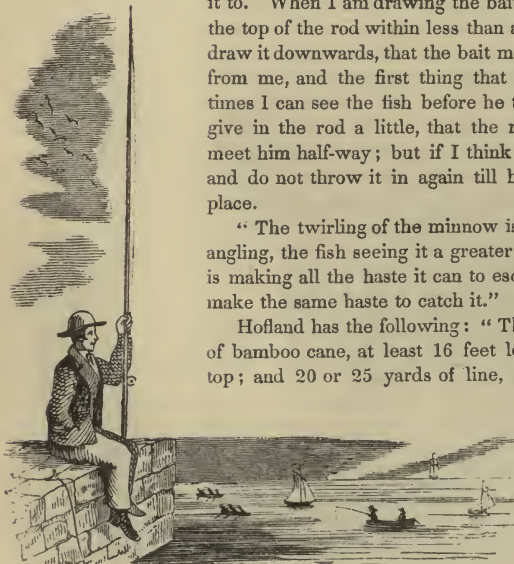 it to. When I am drawing the bait
the top of the rod within less than a
draw it downwards, that the bait m
from me, and the first thing that
times I can see the fish before he t
give in the rod a little, that the
meet him half-way; but if I think
and do not throw it in again till h
place.
“ The twirling of the minnow is
angling, the fish seeing it a greater
is making all the haste it can to es
make the same haste to catch it.”
Hofland has the following: “ T
of bamboo cane, at least 16 feet l
top; and 20 or 25 yards of line,